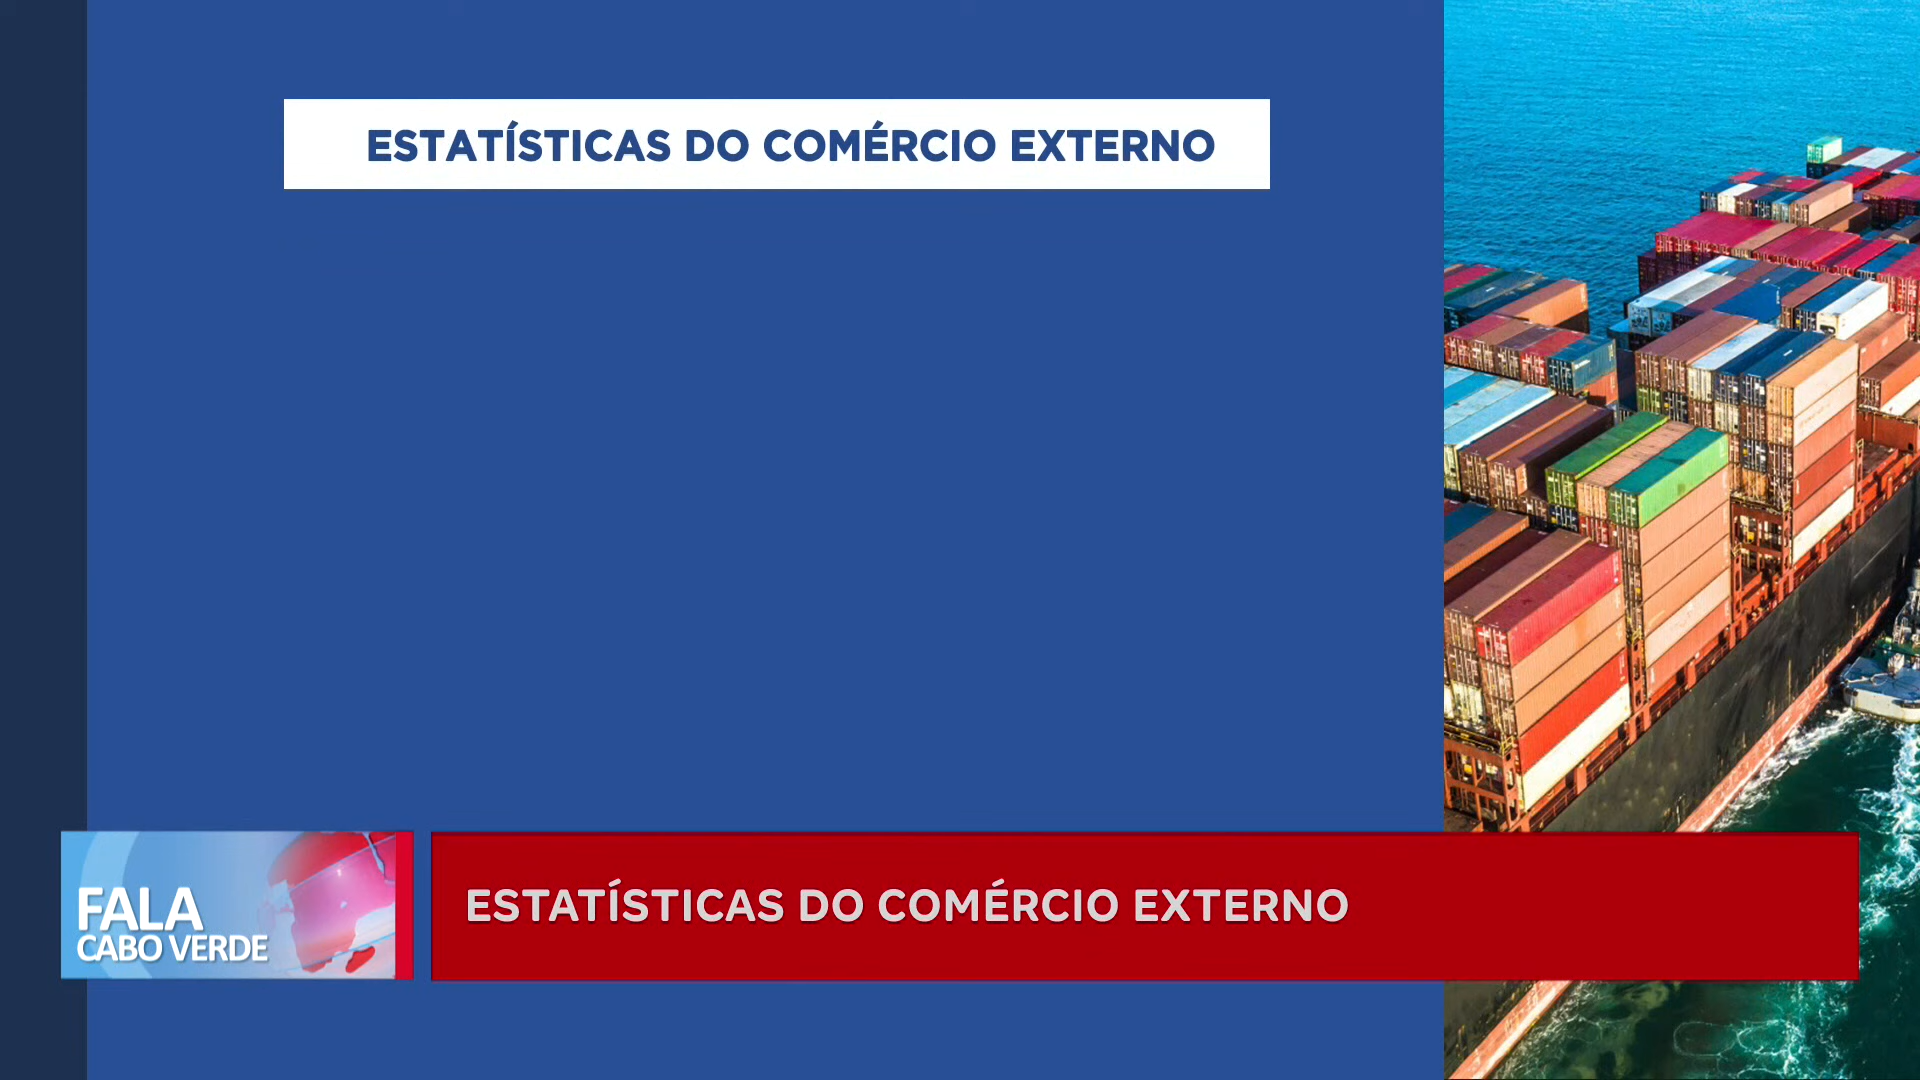 ESTATÍSTICAS DO COMÉRCIO EXTERNO
FALA
CABO VERDE
ESTATÍSTICAS DO COMÉRCIO EXTERNO